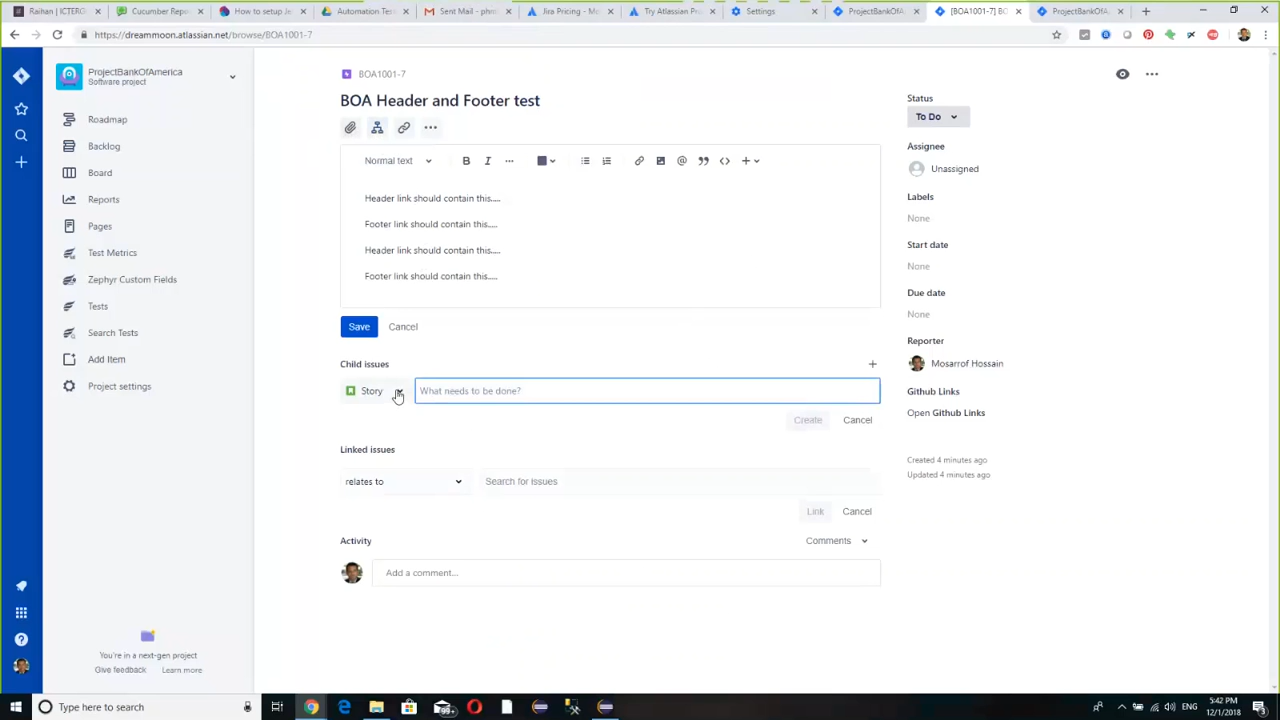 Raihan | ICTERG
Cucumber Repo
How to setup Je
Automation Test
Sent Mail - phnt
Jira Pricing - Mo
Try Atlassian Pr
Settings
ProjectBankOfA
[BOA1001-7] BO
ProjectBankOfA
https://dreammoon.atlassian.net/browse/BOA1001-7
ProjectBankOfAmerica
Software project
Roadmap
Backlog
Board
Reports
Pages
Test Metrics
Zephyr Custom Fields
Tests
Search Tests
Add Item
Project settings
You're in a next-gen project
Give feedback
Learn more
BOA1001-7
BOA Header and Footer test
Normal text
Header link should contain this.....
Footer link should contain this.....
Header link should contain this.....
Footer link should contain this.....
Save
Cancel
Child issues
Story
What needs to be done?
Create
Cancel
Linked issues
relates to
Search for issues
Link
Cancel
Activity
Comments
Add a comment...
Status
To Do
Assignee
Unassigned
Labels
None
Start date
None
Due date
None
Reporter
Mosarrof Hossain
Github Links
Open Github Links
Created 4 minutes ago
Updated 4 minutes ago
Type here to search
ENG
5:42 PM
12/1/2018